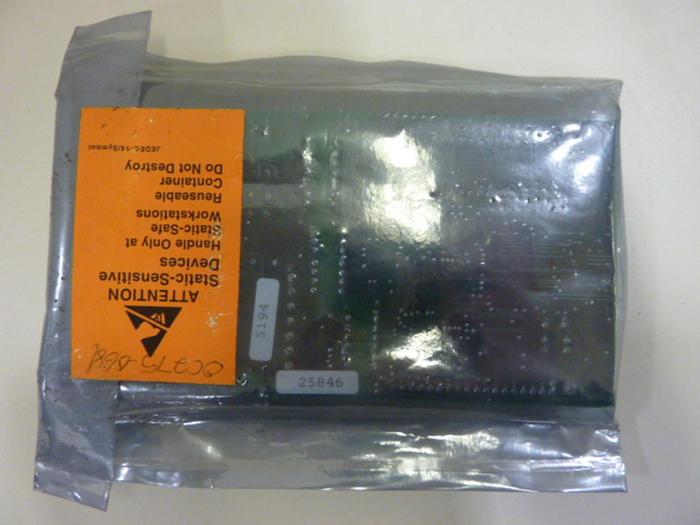 ATTENTION
Static-Sensitive
Devices
Handle Only at
Static-Safe
Workstations
Reuseable
Container
Do Not Destroy
JEDEC-14/Symbol
5194
25846